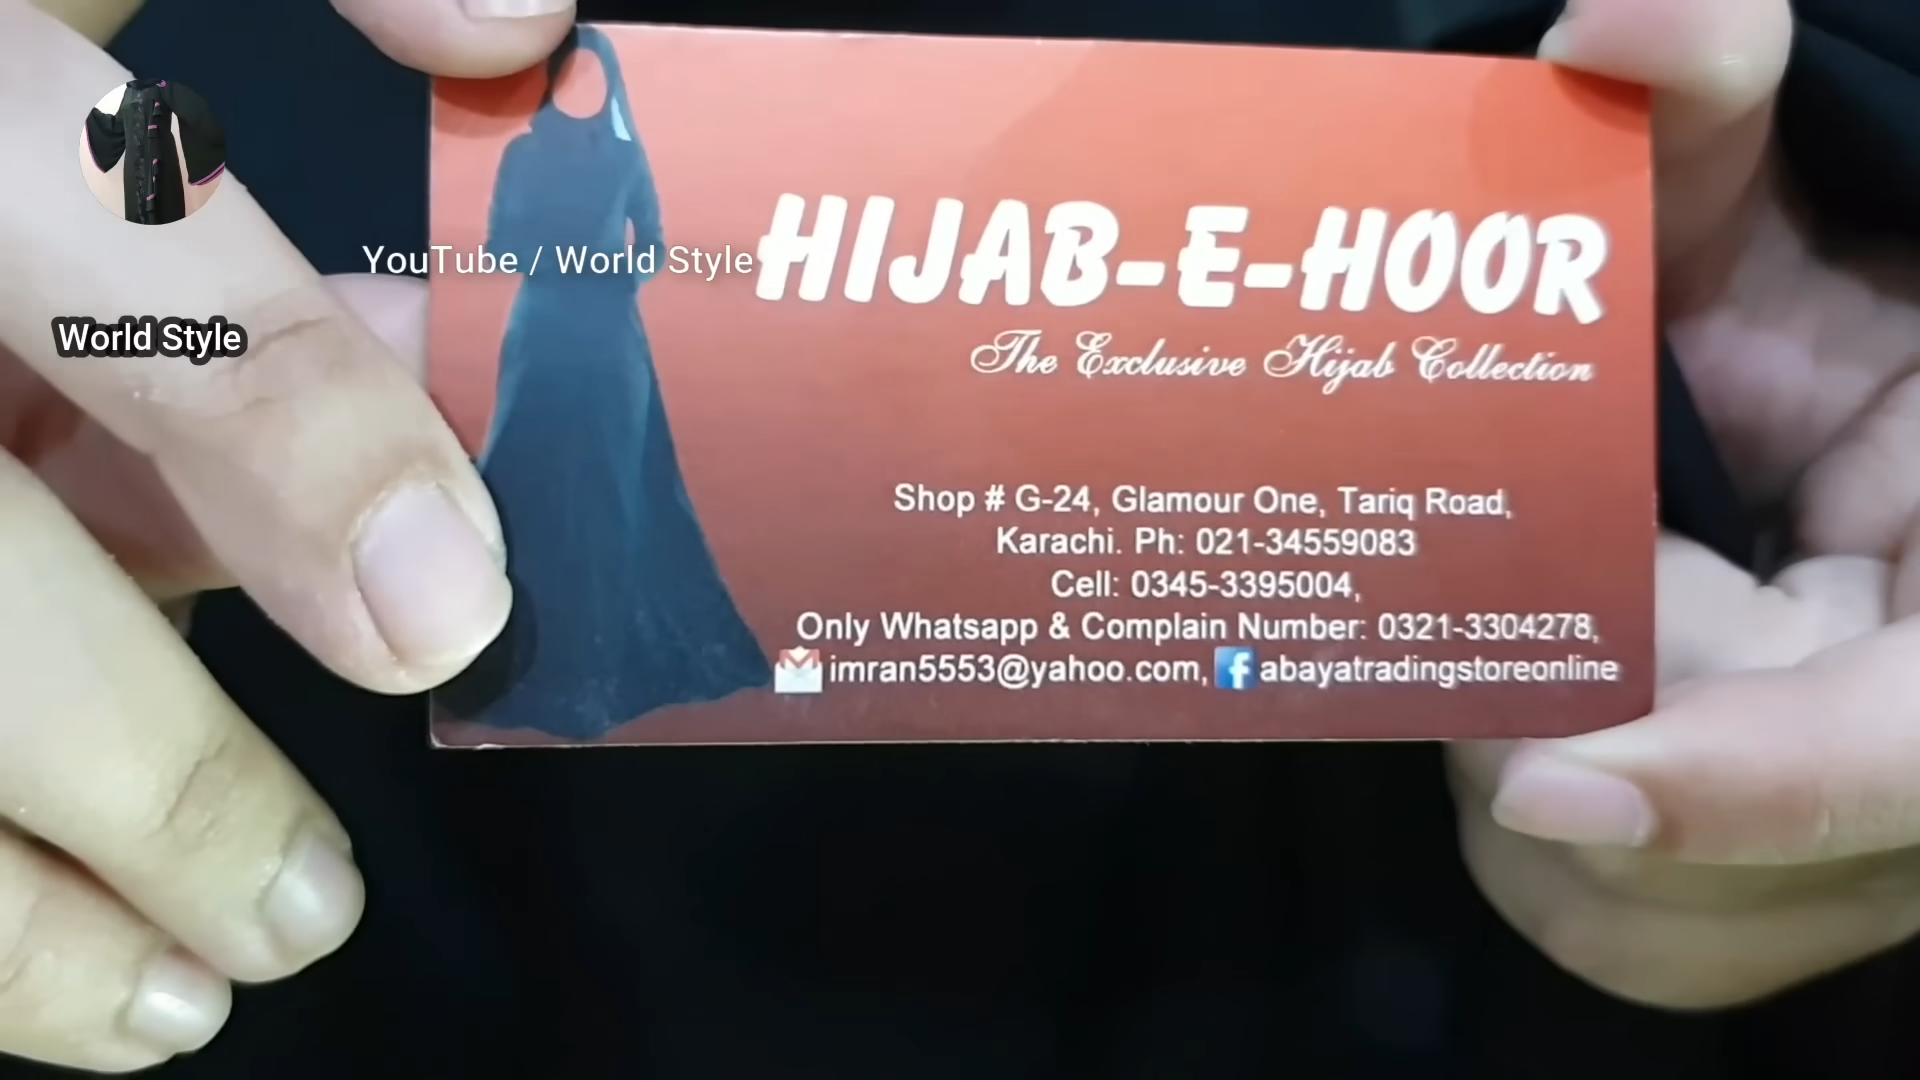 YouTube / World Style
World Style
HIJAB-E-HOOR
The Exclusive Hijab Collection
Shop # G-24, Glamour One, Tariq Road,
Karachi. Ph: 021-34559083
Cell: 0345-3395004,
Only Whatsapp & Complain Number: 0321-3304278,
imran5553@yahoo.com, f abayatradingstoreonline